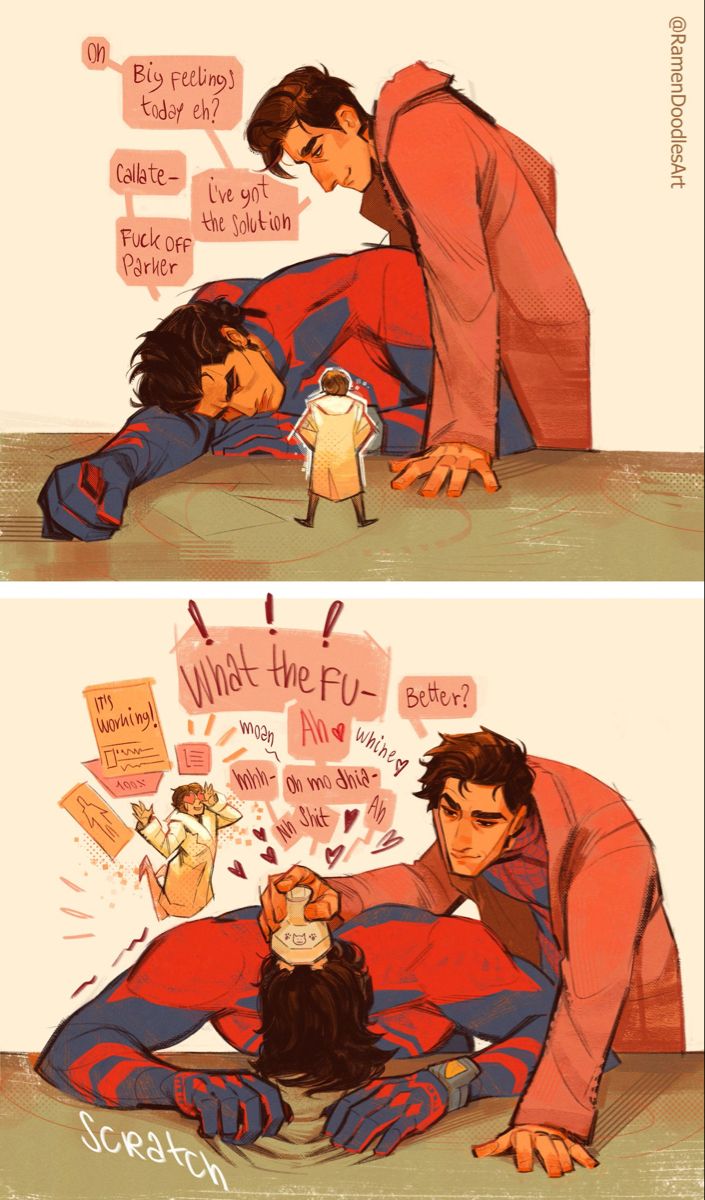 @RamenDoodlesArt
Oh
Big Feelings
today eh?
Callate-
i've got
the solution
Fuck OFF
Parker
What the Fu-
Better?
IT'S
Working!
100%
Ah
moan
whine
mhh-
oh mo dhia-
Nh Shit
Ah
Scratch